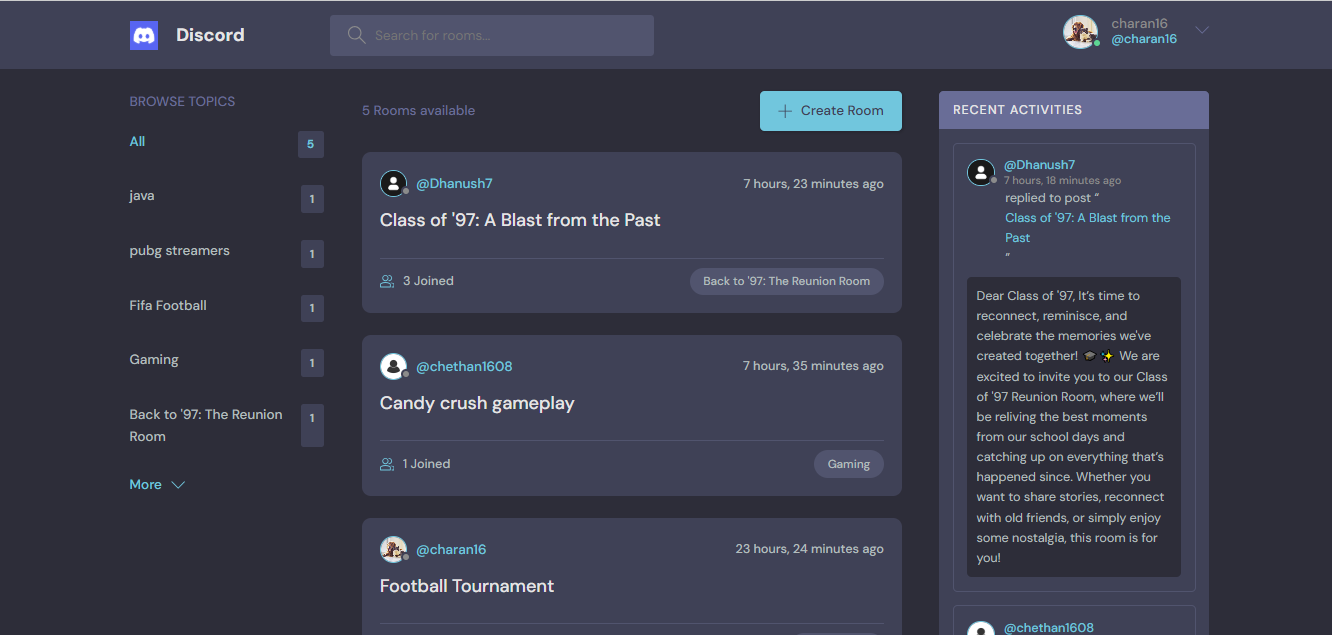 Discord
Search for rooms...
charan16
@charan16
BROWSE TOPICS
All
5
java
1
pubg streamers
1
Fifa Football
1
Gaming
1
Back to '97: The Reunion
Room
1
More
5 Rooms available
Create Room
@Dhanush7
7 hours, 23 minutes ago
Class of '97: A Blast from the Past
3 Joined
Back to '97: The Reunion Room
@chethan1608
7 hours, 35 minutes ago
Candy crush gameplay
1 Joined
Gaming
@charan16
23 hours, 24 minutes ago
Football Tournament
RECENT ACTIVITIES
@Dhanush7
7 hours, 18 minutes ago
replied to post “
Class of '97: A Blast from the
Past
”
Dear Class of '97, It’s time to
reconnect, reminisce, and
celebrate the memories we've
created together! 🎓 ✨ We are
excited to invite you to our Class
of '97 Reunion Room, where we’ll
be reliving the best moments
from our school days and
catching up on everything that’s
happened since. Whether you
want to share stories, reconnect
with old friends, or simply enjoy
some nostalgia, this room is for
you!
@chethan1608